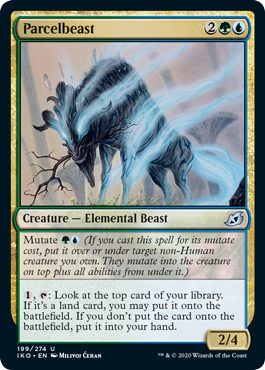 Parcelbeast 2
Creature — Elemental Beast
Mutate (If you cast this spell for its mutate
cost, put it over or under target non-Human
creature you own. They mutate into the creature
on top plus all abilities from under it.)
1, : Look at the top card of your library.
If it's a land card, you may put it onto the
battlefield. If you don't put the card onto the
battlefield, put it into your hand.
2/4
199/274 U
IKO • EN Milivoj Ćeran ™ & © 2020 Wizards of the Coast